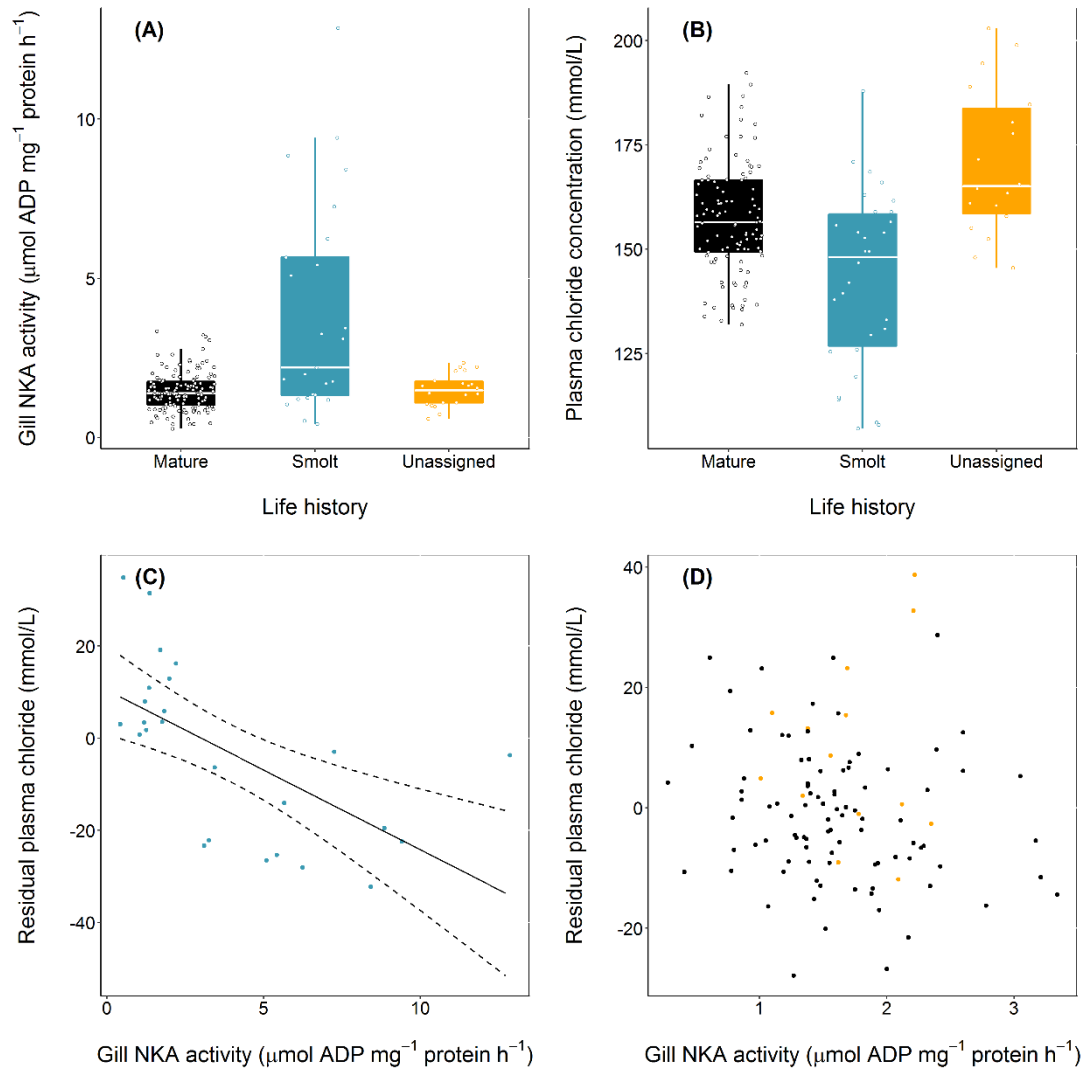 (A)
Gill NKA activity (μmol ADP mg⁻¹ protein h⁻¹)
10
5
0
Mature Smolt Unassigned
Life history
(B)
Plasma chloride concentration (mmol/L)
200
175
150
125
Mature Smolt Unassigned
Life history
(C)
Residual plasma chloride (mmol/L)
20
0
-20
-40
0 5 10
Gill NKA activity (μmol ADP mg⁻¹ protein h⁻¹)
(D)
Residual plasma chloride (mmol/L)
40
20
0
-20
1 2 3
Gill NKA activity (μmol ADP mg⁻¹ protein h⁻¹)